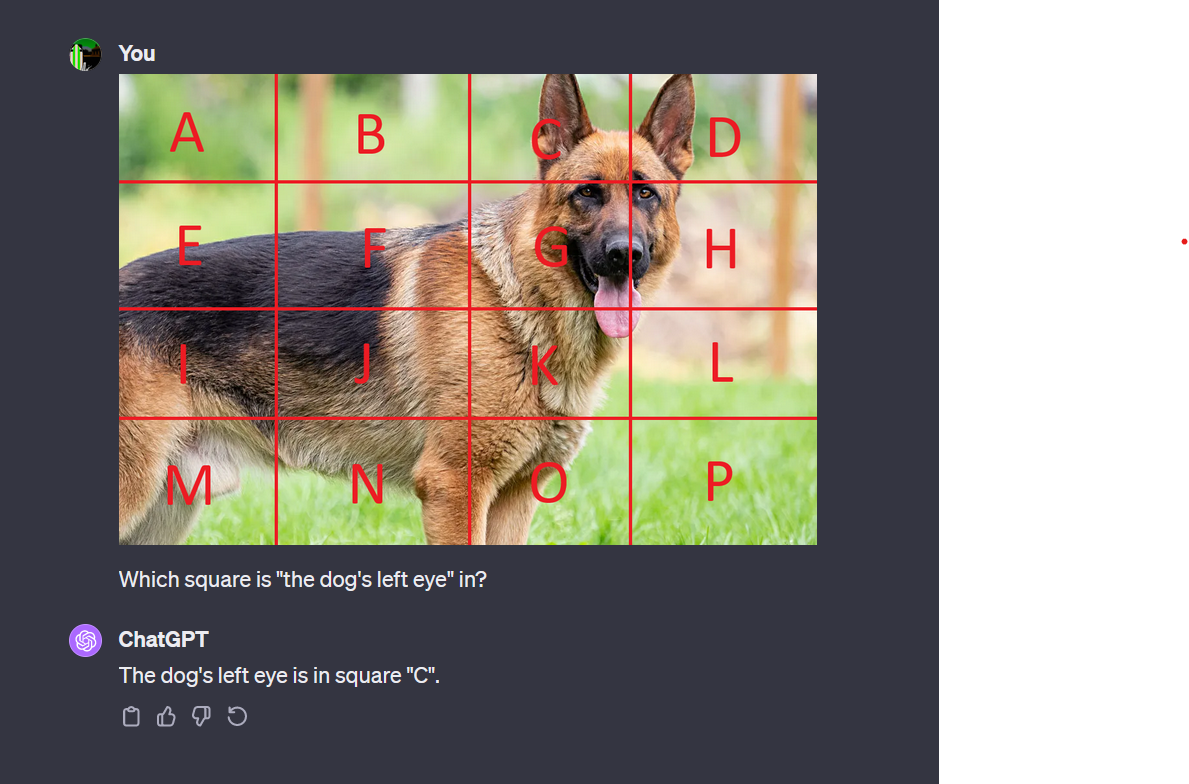 You
A B C D
E F G H
I J K L
M N O P
Which square is "the dog's left eye" in?
ChatGPT
The dog's left eye is in square "C".